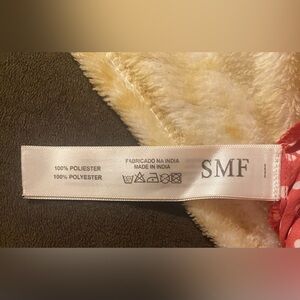 100% POLIESTER
100% POLYESTER
FABRICADO NA INDIA
MADE IN INDIA
SMF